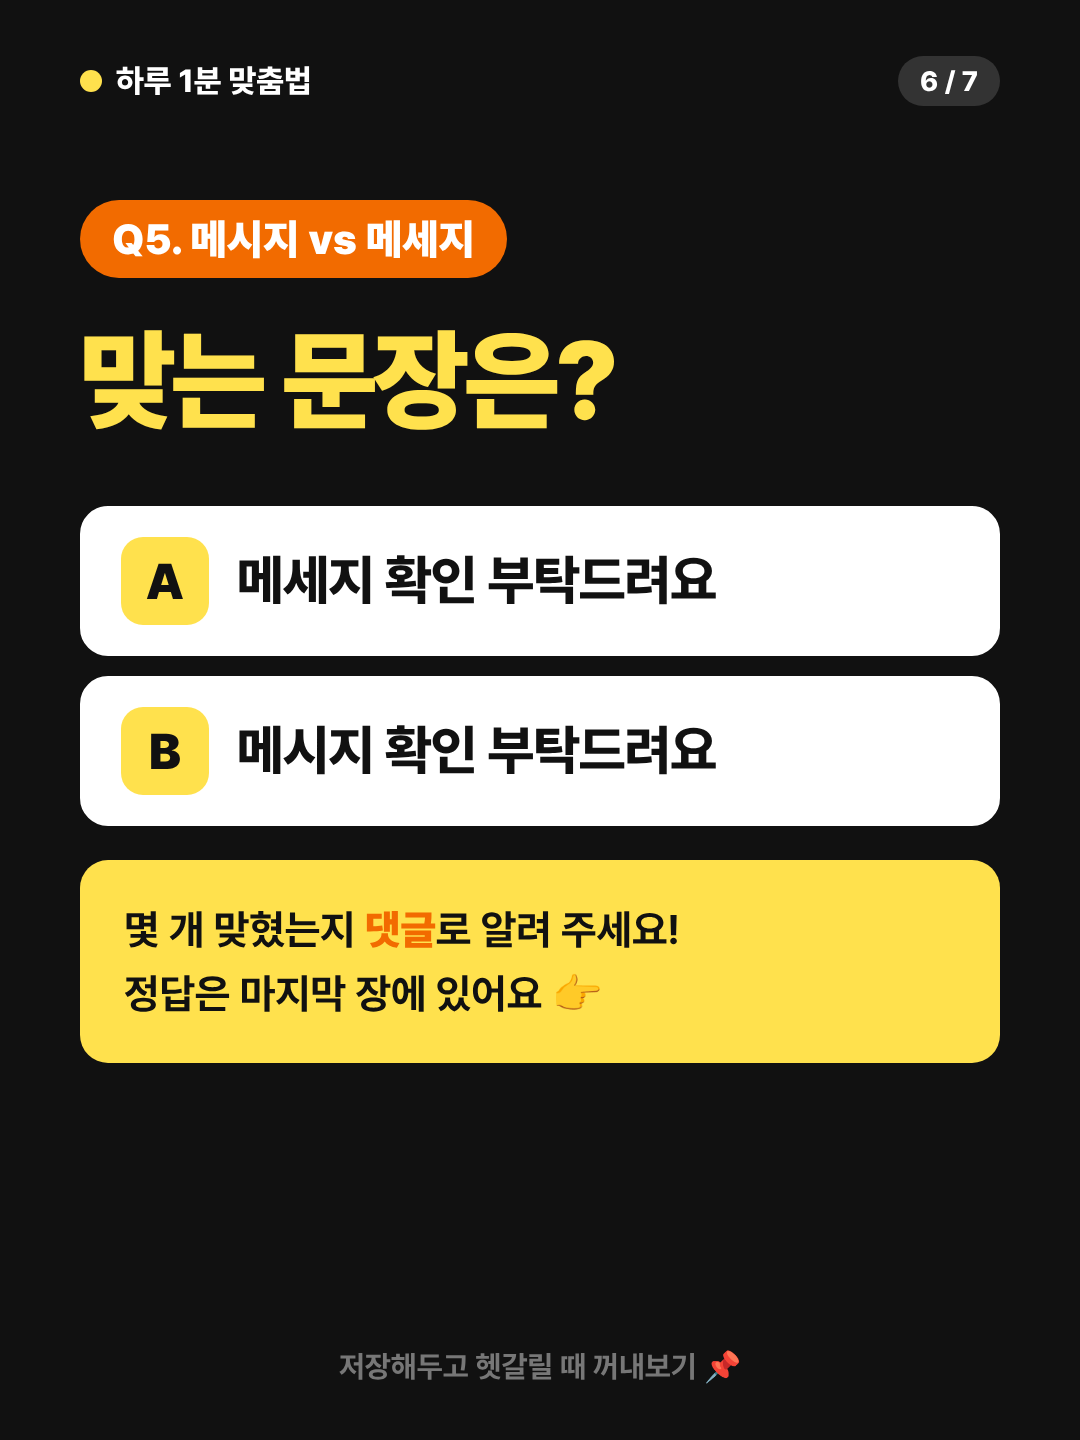 하루 1분 맞춤법
6 / 7
Q5. 메시지 vs 메세지
맞는 문장은?
A 메세지 확인 부탁드려요
B 메시지 확인 부탁드려요
몇 개 맞혔는지 댓글로 알려 주세요!
정답은 마지막 장에 있어요 👉
저장해두고 헷갈릴 때 꺼내보기 📌